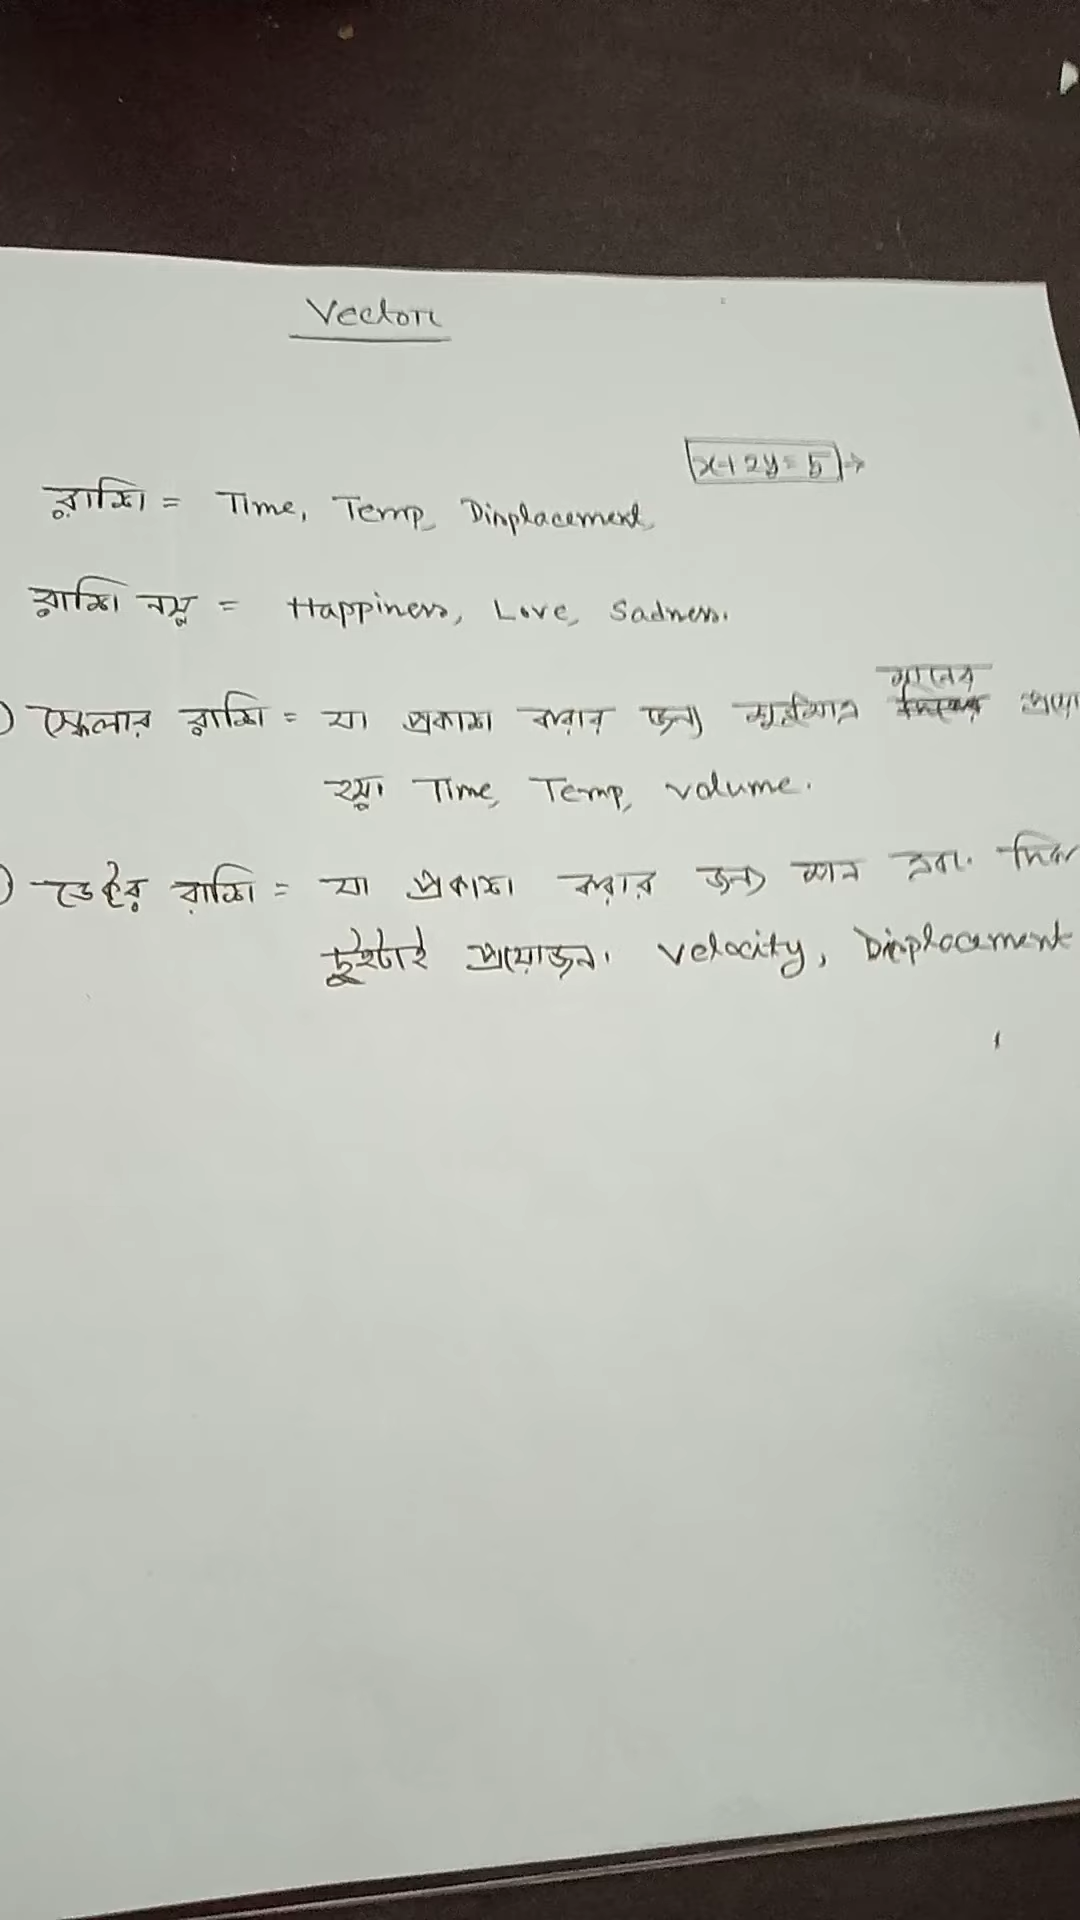 Vector
x+2y=5 →
রাশি = Time, Temp, Displacement,
রাশি নয় = Happiness, Love, Sadness.
মানের
স্কেলার রাশি = যা প্রকাশ করার জন্য শুধুমাত্র
হয়। Time, Temp, volume.
ভেক্টর রাশি = যা প্রকাশ করার জন্য মান এবং দিক
দুইটাই প্রয়োজন। velocity, Displacement